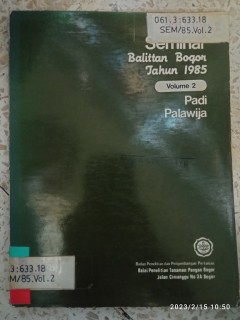 061.3:633.18
SEM/85.Vol.2
Seminar
Balittan Bogor
Tahun 1985
Volume 2
Padi
Palawija
3:633.18
M/85.Vol.2
Badan Penelitian dan Pengembangan Pertanian
Balai Penelitian Tanaman Pangan Bogor
Jalan Cimanggu No 3A Bogor
2023/2/15 10:50